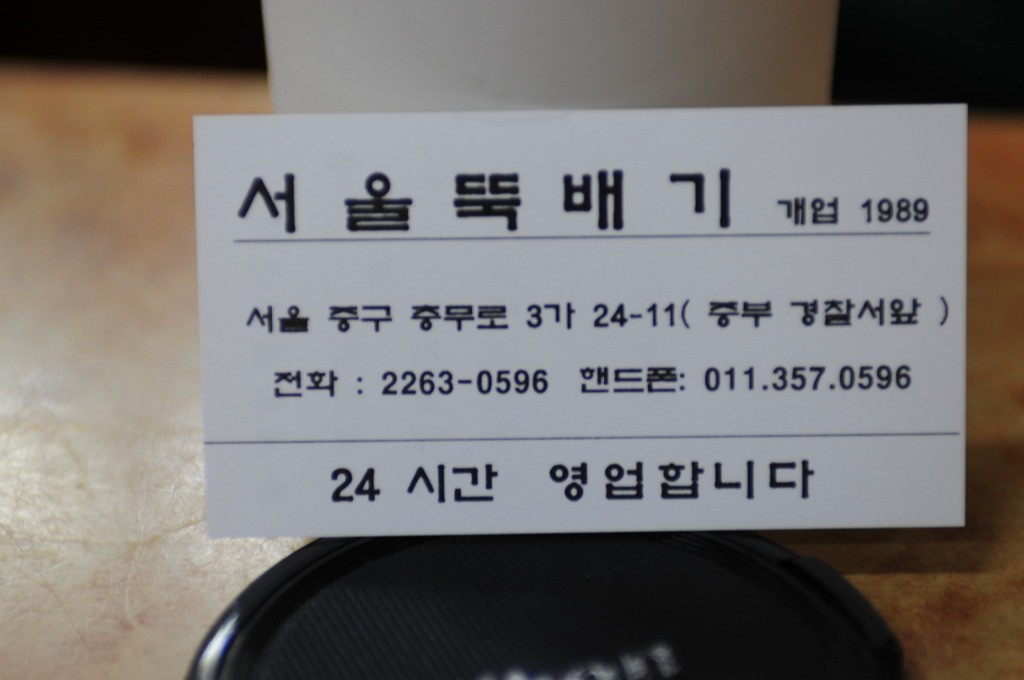 서울뚝배기 개업 1989
서울 중구 충무로 3가 24-11( 중부 경찰서앞 )
전화 : 2263-0596 핸드폰: 011.357.0596
24 시간 영업합니다